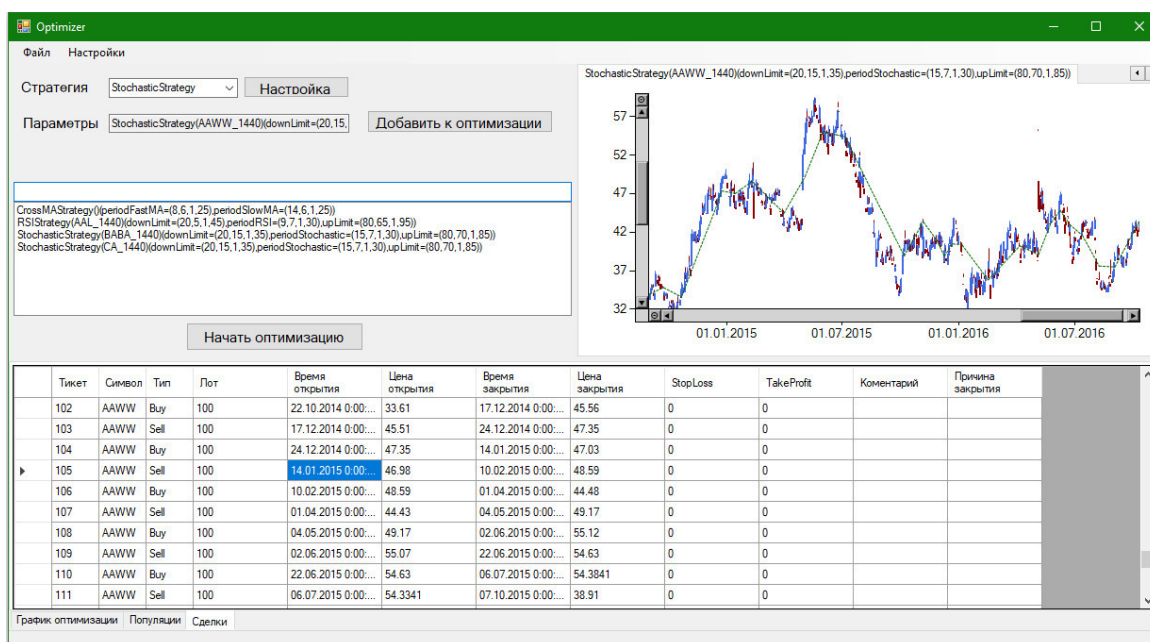 Optimizer
Файл Настройки
Стратегия StochasticStrategy Настройка
Параметры StochasticStrategy(AAWW_1440)(downLimit=(20,15, Добавить к оптимизации
CrossMAStrategy()(periodFastMA=(8,6,1,25),periodSlowMA=(14,6,1,25))
RSIStrategy(AAL_1440)(downLimit=(20,5,1,45),periodRSI=(9,7,1,30),upLimit=(80,65,1,95))
StochasticStrategy(BABA_1440)(downLimit=(20,15,1,35),periodStochastic=(15,7,1,30),upLimit=(80,70,1,85))
StochasticStrategy(CA_1440)(downLimit=(20,15,1,35),periodStochastic=(15,7,1,30),upLimit=(80,70,1,85))
Начать оптимизацию
StochasticStrategy(AAWW_1440)(downLimit=(20,15,1,35),periodStochastic=(15,7,1,30),upLimit=(80,70,1,85))
57
52
47
42
37
32
01.01.2015 01.07.2015 01.01.2016 01.07.2016
Тикет Символ Тип Лот Время открытия Цена открытия Время закрытия Цена закрытия StopLoss TakeProfit Коментарий Причина закрытия
102 AAWW Buy 100 22.10.2014 0:00:... 33.61 17.12.2014 0:00:... 45.56 0 0
103 AAWW Sell 100 17.12.2014 0:00:... 45.51 24.12.2014 0:00:... 47.35 0 0
104 AAWW Buy 100 24.12.2014 0:00:... 47.35 14.01.2015 0:00:... 47.03 0 0
105 AAWW Sell 100 14.01.2015 0:00:... 46.98 10.02.2015 0:00:... 48.59 0 0
106 AAWW Buy 100 10.02.2015 0:00:... 48.59 01.04.2015 0:00:... 44.48 0 0
107 AAWW Sell 100 01.04.2015 0:00:... 44.43 04.05.2015 0:00:... 49.17 0 0
108 AAWW Buy 100 04.05.2015 0:00:... 49.17 02.06.2015 0:00:... 55.12 0 0
109 AAWW Sell 100 02.06.2015 0:00:... 55.07 22.06.2015 0:00:... 54.63 0 0
110 AAWW Buy 100 22.06.2015 0:00:... 54.63 06.07.2015 0:00:... 54.3841 0 0
111 AAWW Sell 100 06.07.2015 0:00:... 54.3341 07.10.2015 0:00:... 38.91 0 0
График оптимизации Популяции Сделки